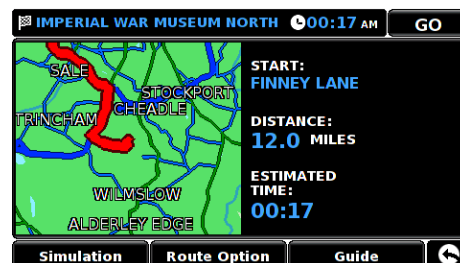 IMPERIAL WAR MUSEUM NORTH 00:17 AM GO
START:
FINNEY LANE
DISTANCE:
12.0 MILES
ESTIMATED
TIME:
00:17
SALE
STOCKPORT
CHEADLE
TRINCHAM
WILMSLOW
ALDERLEY EDGE
Simulation Route Option Guide